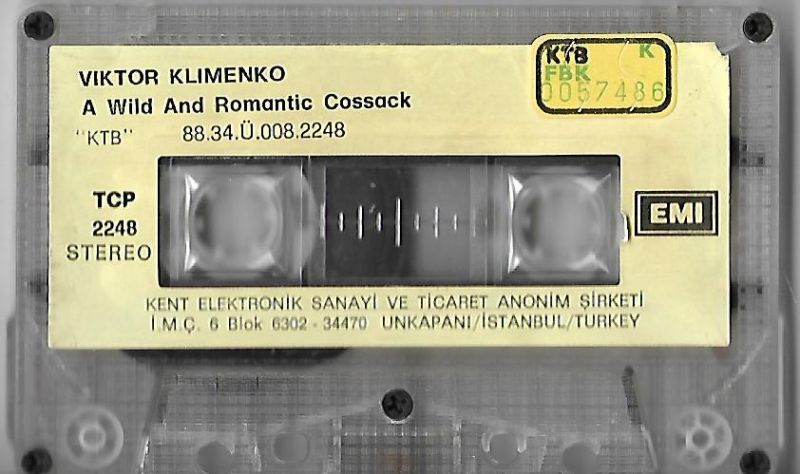 VIKTOR KLIMENKO
A Wild And Romantic Cossack
"KTB" 88.34.Ü.008.2248
KTB K
FBK
0057486
TCP
2248
STEREO
EMI
KENT ELEKTRONİK SANAYİ VE TİCARET ANONİM ŞİRKETİ
İ.M.Ç. 6 Blok 6302 - 34470 UNKAPANI/İSTANBUL/TURKEY